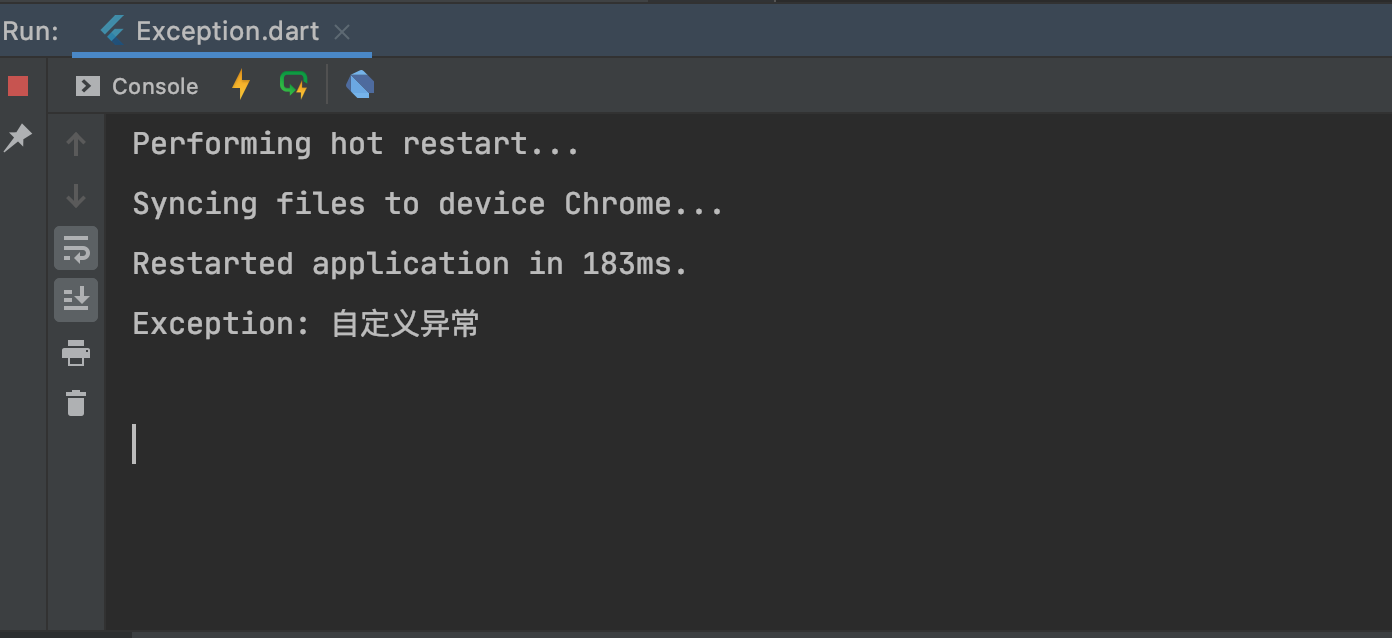 Run: Exception.dart
Console
Performing hot restart...
Syncing files to device Chrome...
Restarted application in 183ms.
Exception: 自定义异常